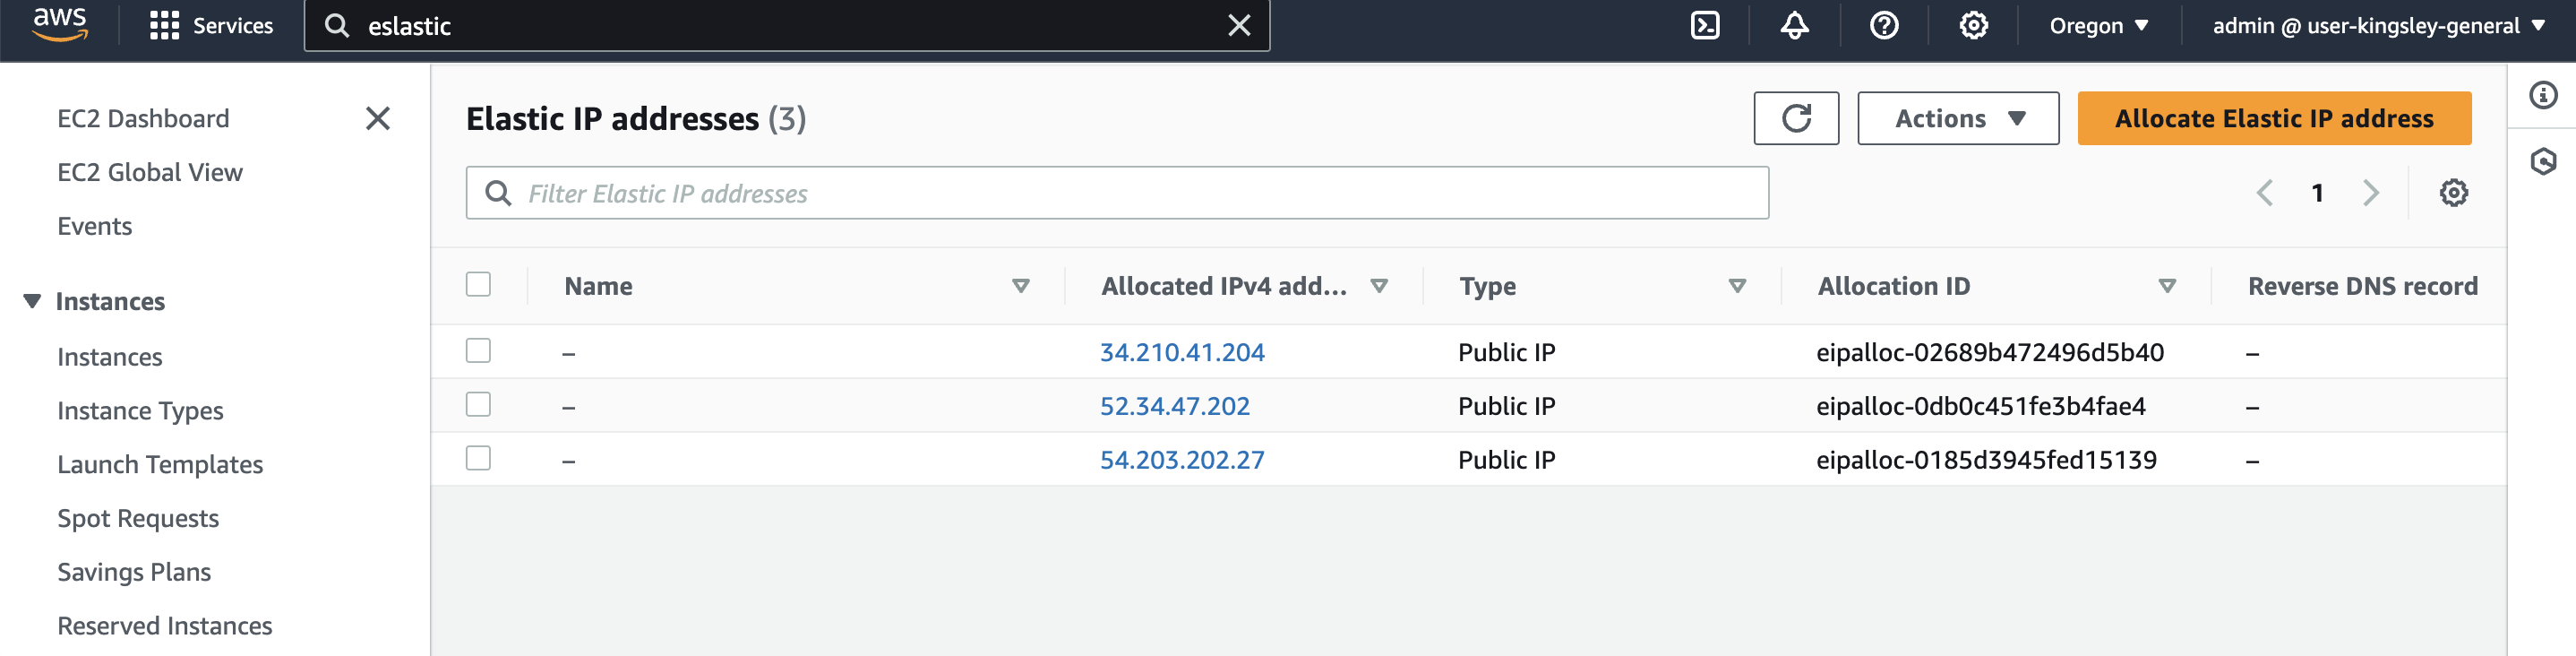 aws
Services
eslastic
Oregon
admin @ user-kingsley-general
EC2 Dashboard
EC2 Global View
Events
Instances
Instances
Instance Types
Launch Templates
Spot Requests
Savings Plans
Reserved Instances
Elastic IP addresses (3)
Actions
Allocate Elastic IP address
Filter Elastic IP addresses
1
Name Allocated IPv4 add... Type Allocation ID Reverse DNS record
– 34.210.41.204 Public IP eipalloc-02689b472496d5b40 –
– 52.34.47.202 Public IP eipalloc-0db0c451fe3b4fae4 –
– 54.203.202.27 Public IP eipalloc-0185d3945fed15139 –